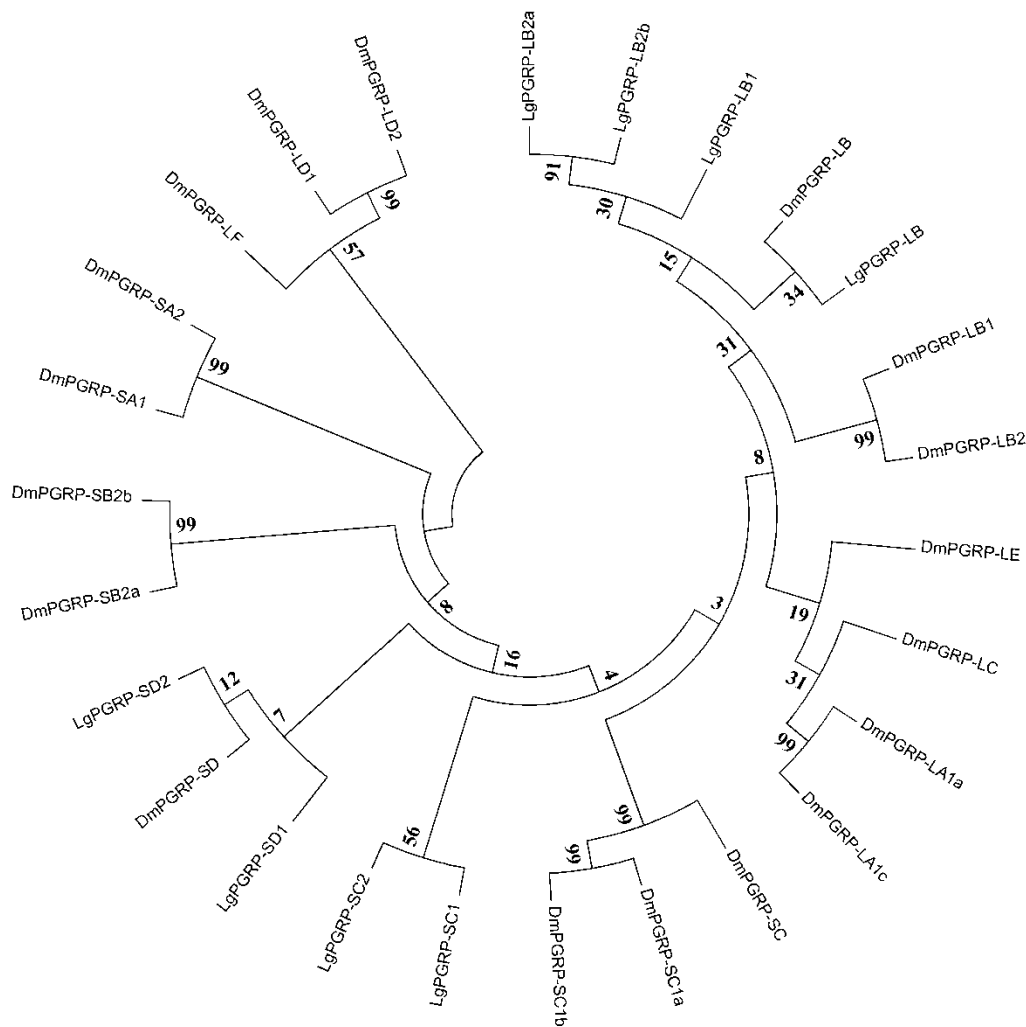 LgPGRP-LB2a
LgPGRP-LB2b
LgPGRP-LB1
DmPGRP-LB
LgPGRP-LB
DmPGRP-LB1
DmPGRP-LB2
DmPGRP-LE
DmPGRP-LC
DmPGRP-LA1a
DmPGRP-LA1c
DmPGRP-SC
DmPGRP-SC1a
DmPGRP-SC1b
LgPGRP-SC1
LgPGRP-SC2
LgPGRP-SD1
DmPGRP-SD
LgPGRP-SD2
DmPGRP-SB2a
DmPGRP-SB2b
DmPGRP-SA1
DmPGRP-SA2
DmPGRP-LF
DmPGRP-LD1
DmPGRP-LD2
91
30
15
34
31
99
8
19
31
99
3
99
99
4
56
16
7
12
8
99
99
57
99